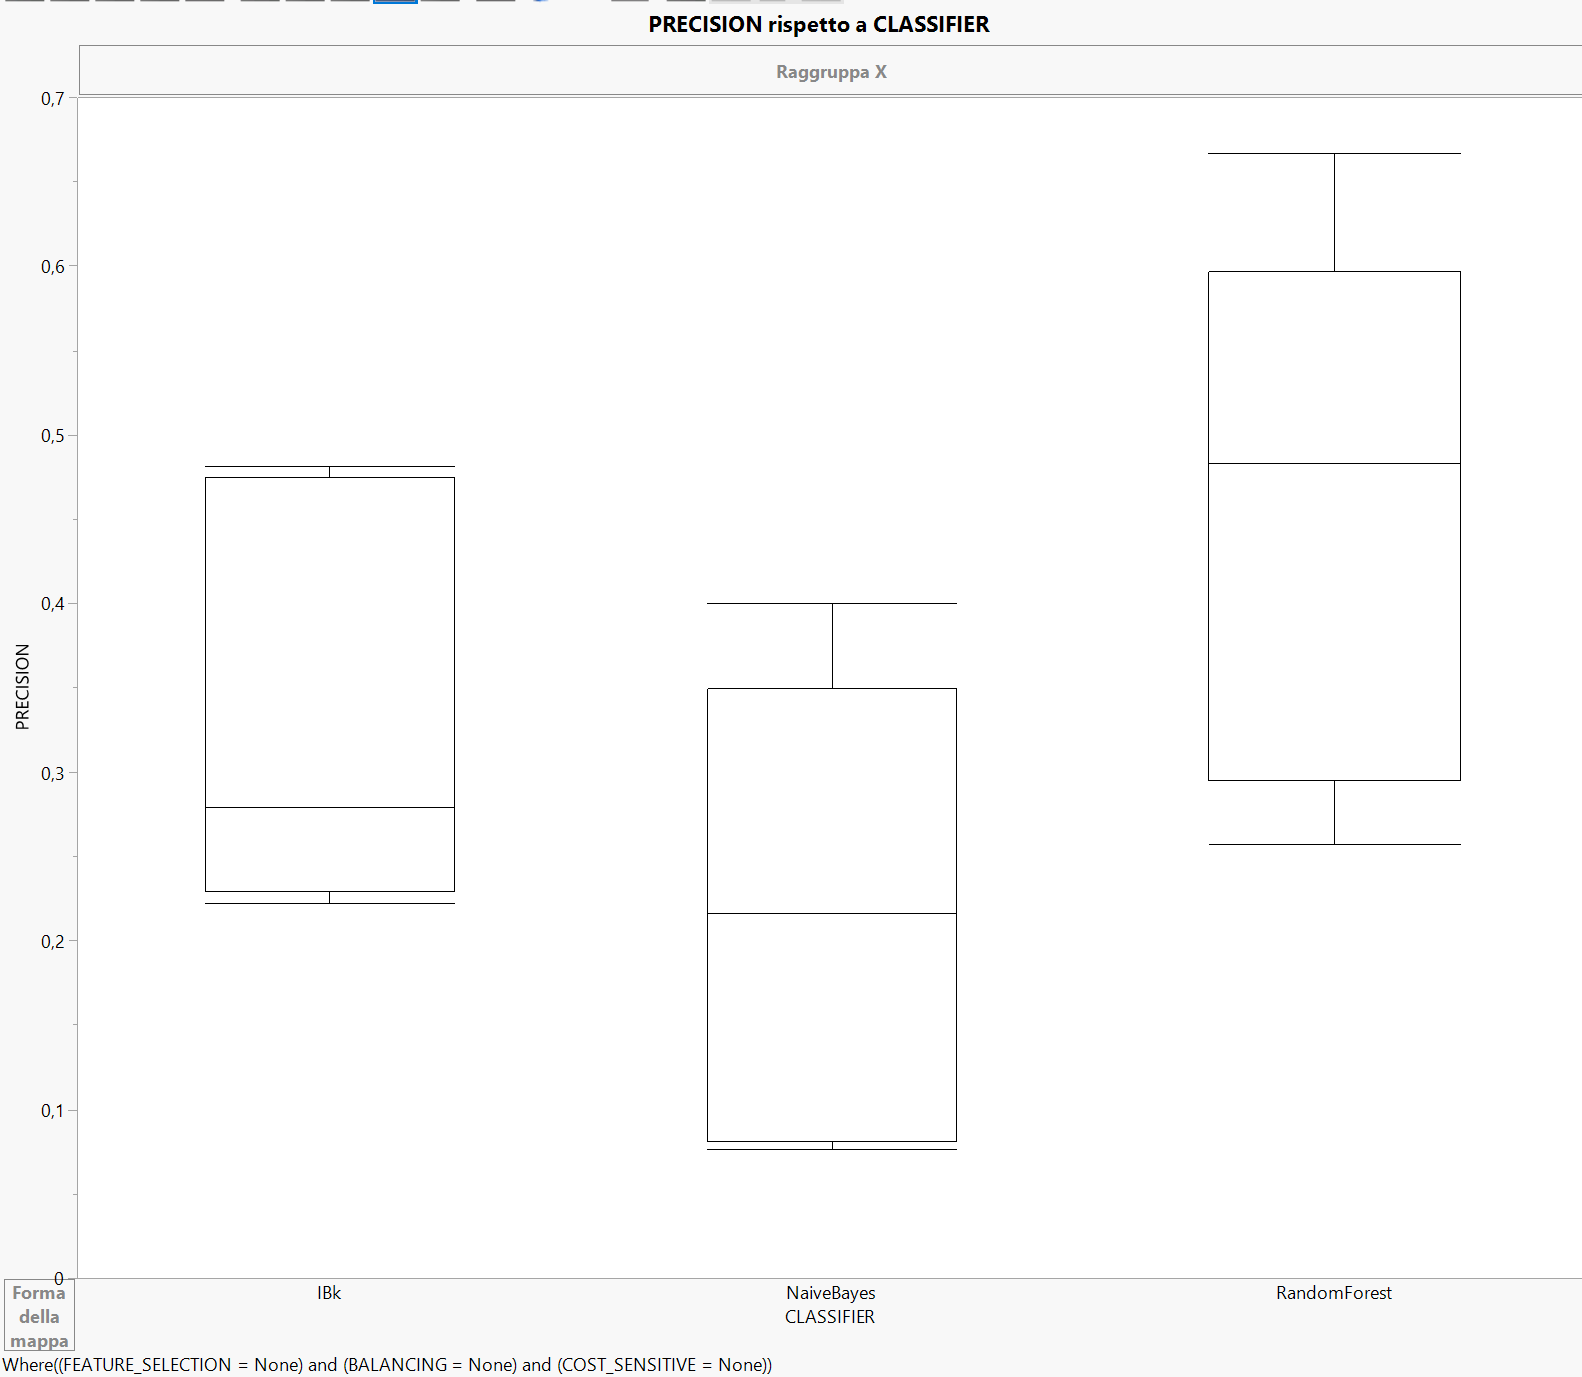 PRECISION rispetto a CLASSIFIER
Raggruppa X
0,7
0,6
0,5
0,4
0,3
0,2
0,1
0
PRECISION
IBk
NaiveBayes
RandomForest
CLASSIFIER
Forma
della
mappa
Where((FEATURE_SELECTION = None) and (BALANCING = None) and (COST_SENSITIVE = None))